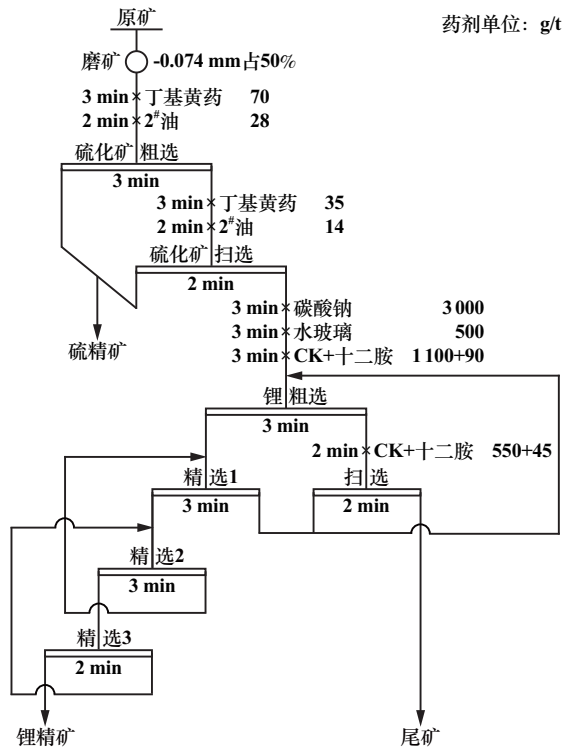 原矿
药剂单位：g/t
磨矿 -0.074 mm占50%
3 min 丁基黄药 70
2 min 2#油 28
硫化矿 粗选
3 min
3 min 丁基黄药 35
2 min 2#油 14
硫化矿 扫选
2 min
3 min 碳酸钠 3 000
3 min 水玻璃 500
3 min CK+十二胺 1 100+90
硫精矿
锂 粗选
3 min
2 min CK+十二胺 550+45
精 选1 扫 选
3 min 2 min
精 选2
3 min
精 选3
2 min
锂精矿 尾矿